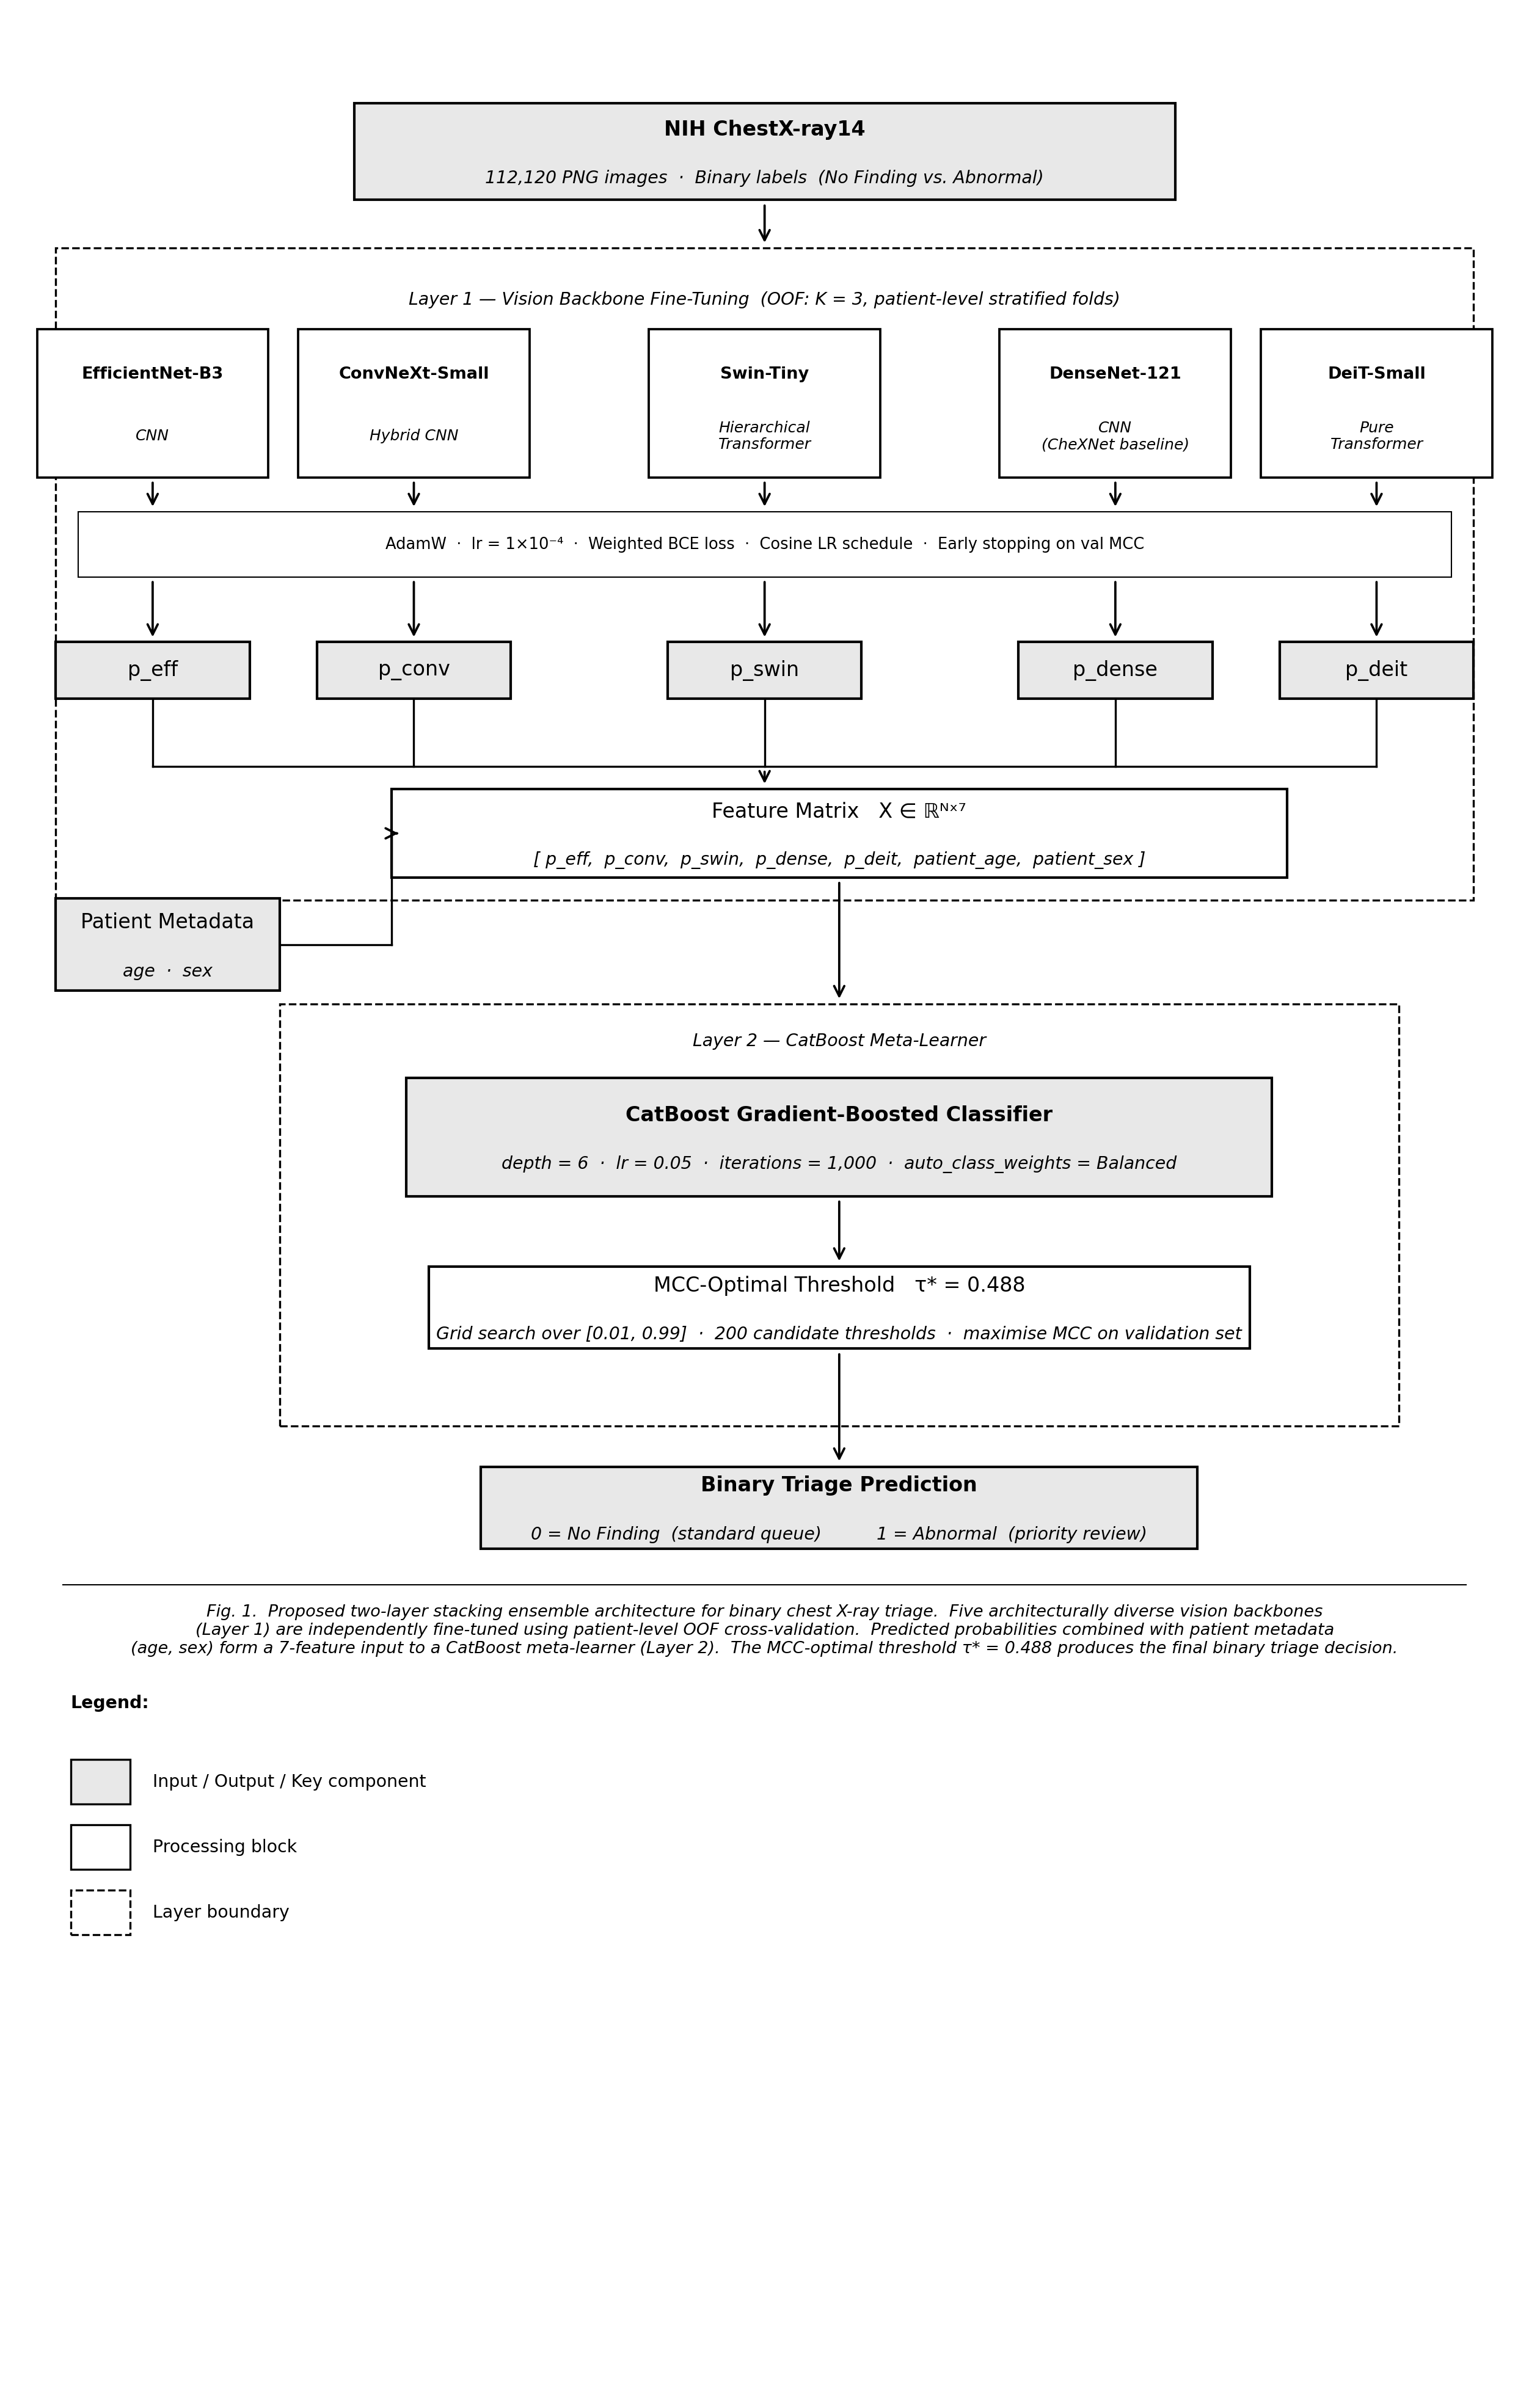 NIH ChestX-ray14
112,120 PNG images · Binary labels (No Finding vs. Abnormal)
Layer 1 — Vision Backbone Fine-Tuning (OOF: K = 3, patient-level stratified folds)
EfficientNet-B3
CNN
ConvNeXt-Small
Hybrid CNN
Swin-Tiny
Hierarchical
Transformer
DenseNet-121
CNN
(CheXNet baseline)
DeiT-Small
Pure
Transformer
AdamW · lr = 1×10⁻⁴ · Weighted BCE loss · Cosine LR schedule · Early stopping on val MCC
p_eff
p_conv
p_swin
p_dense
p_deit
Feature Matrix X ∈ ℝᴺˣ⁷
[ p_eff, p_conv, p_swin, p_dense, p_deit, patient_age, patient_sex ]
Patient Metadata
age · sex
Layer 2 — CatBoost Meta-Learner
CatBoost Gradient-Boosted Classifier
depth = 6 · lr = 0.05 · iterations = 1,000 · auto_class_weights = Balanced
MCC-Optimal Threshold τ* = 0.488
Grid search over [0.01, 0.99] · 200 candidate thresholds · maximise MCC on validation set
Binary Triage Prediction
0 = No Finding (standard queue) 1 = Abnormal (priority review)
Fig. 1. Proposed two-layer stacking ensemble architecture for binary chest X-ray triage. Five architecturally diverse vision backbones
(Layer 1) are independently fine-tuned using patient-level OOF cross-validation. Predicted probabilities combined with patient metadata
(age, sex) form a 7-feature input to a CatBoost meta-learner (Layer 2). The MCC-optimal threshold τ* = 0.488 produces the final binary triage decision.
Legend:
Input / Output / Key component
Processing block
Layer boundary